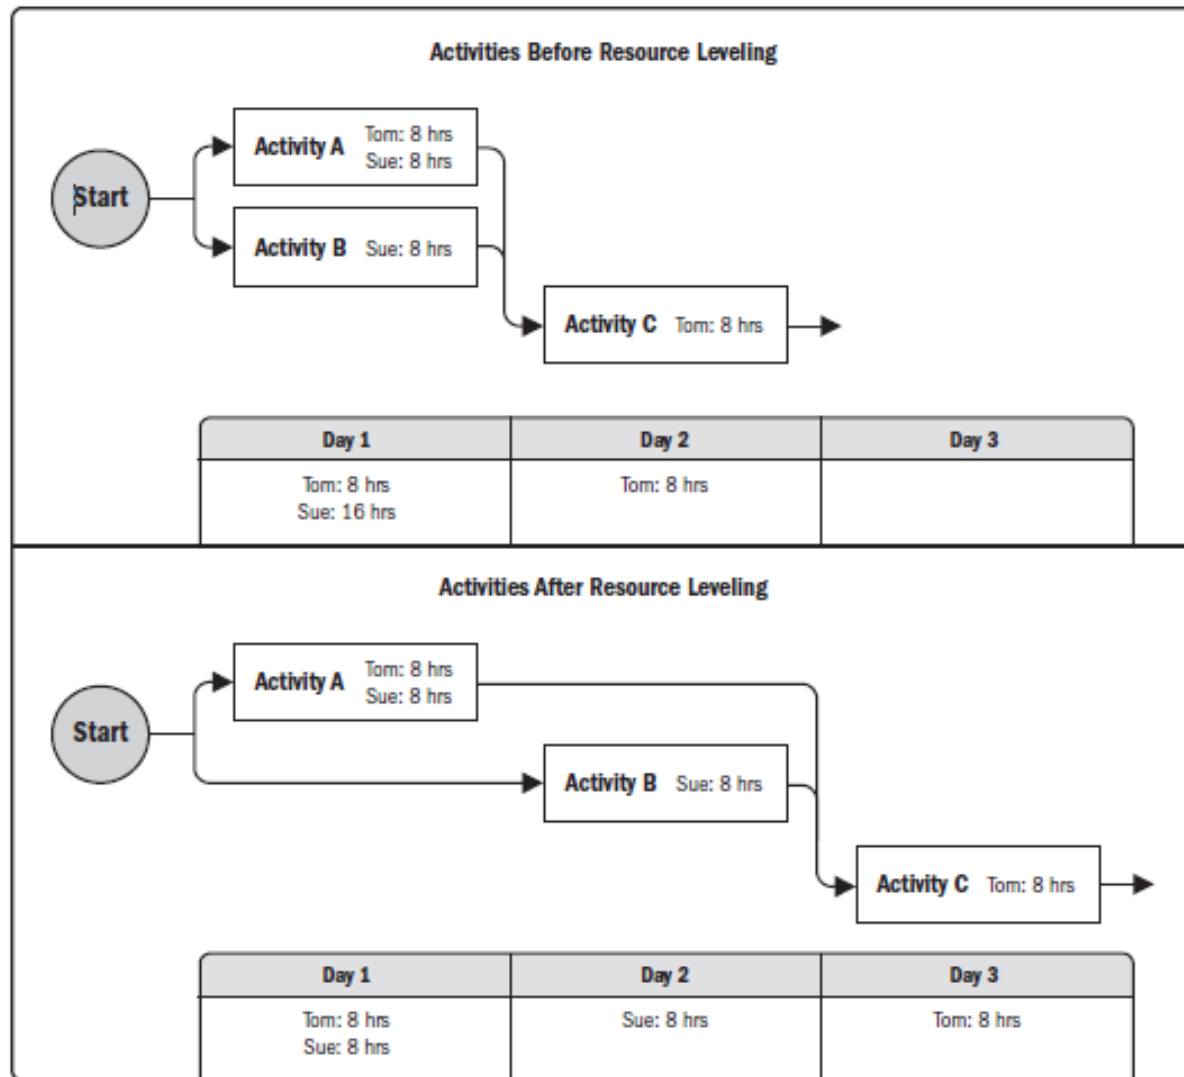 Activities Before Resource Leveling
Start
Activity A
Tom: 8 hrs
Sue: 8 hrs
Activity B Sue: 8 hrs
Activity C Tom: 8 hrs
Day 1 Day 2 Day 3
Tom: 8 hrs Tom: 8 hrs
Sue: 16 hrs
Activities After Resource Leveling
Start
Activity A
Tom: 8 hrs
Sue: 8 hrs
Activity B Sue: 8 hrs
Activity C Tom: 8 hrs
Day 1 Day 2 Day 3
Tom: 8 hrs Sue: 8 hrs Tom: 8 hrs
Sue: 8 hrs